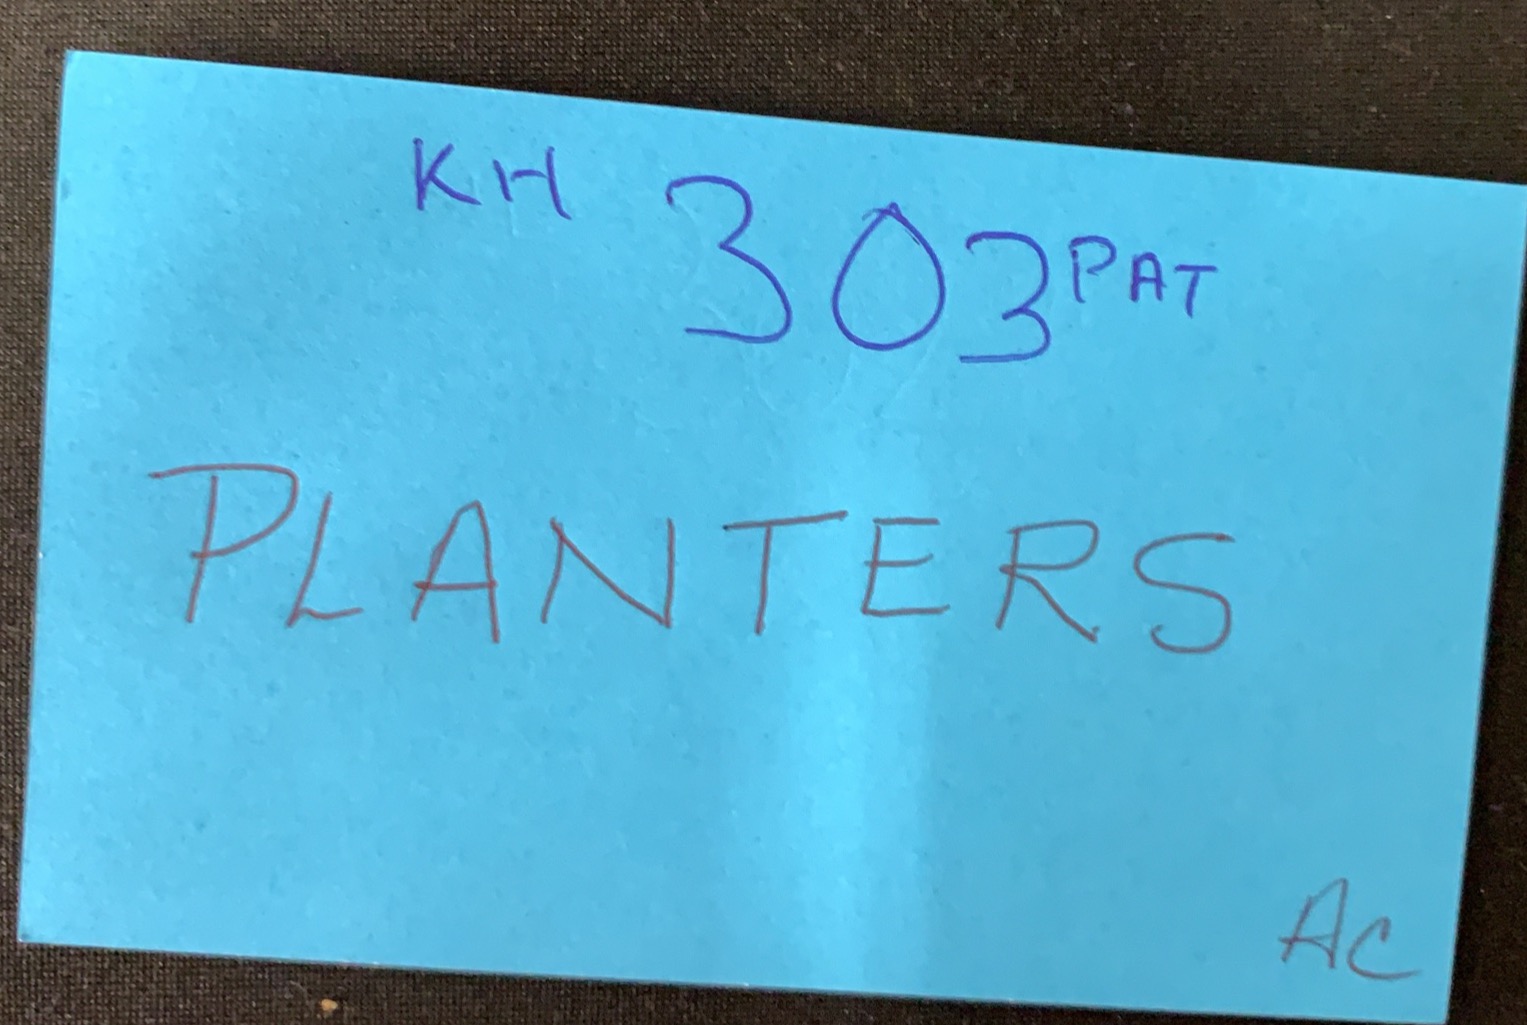 KH 303 PAT
PLANTERS
AC